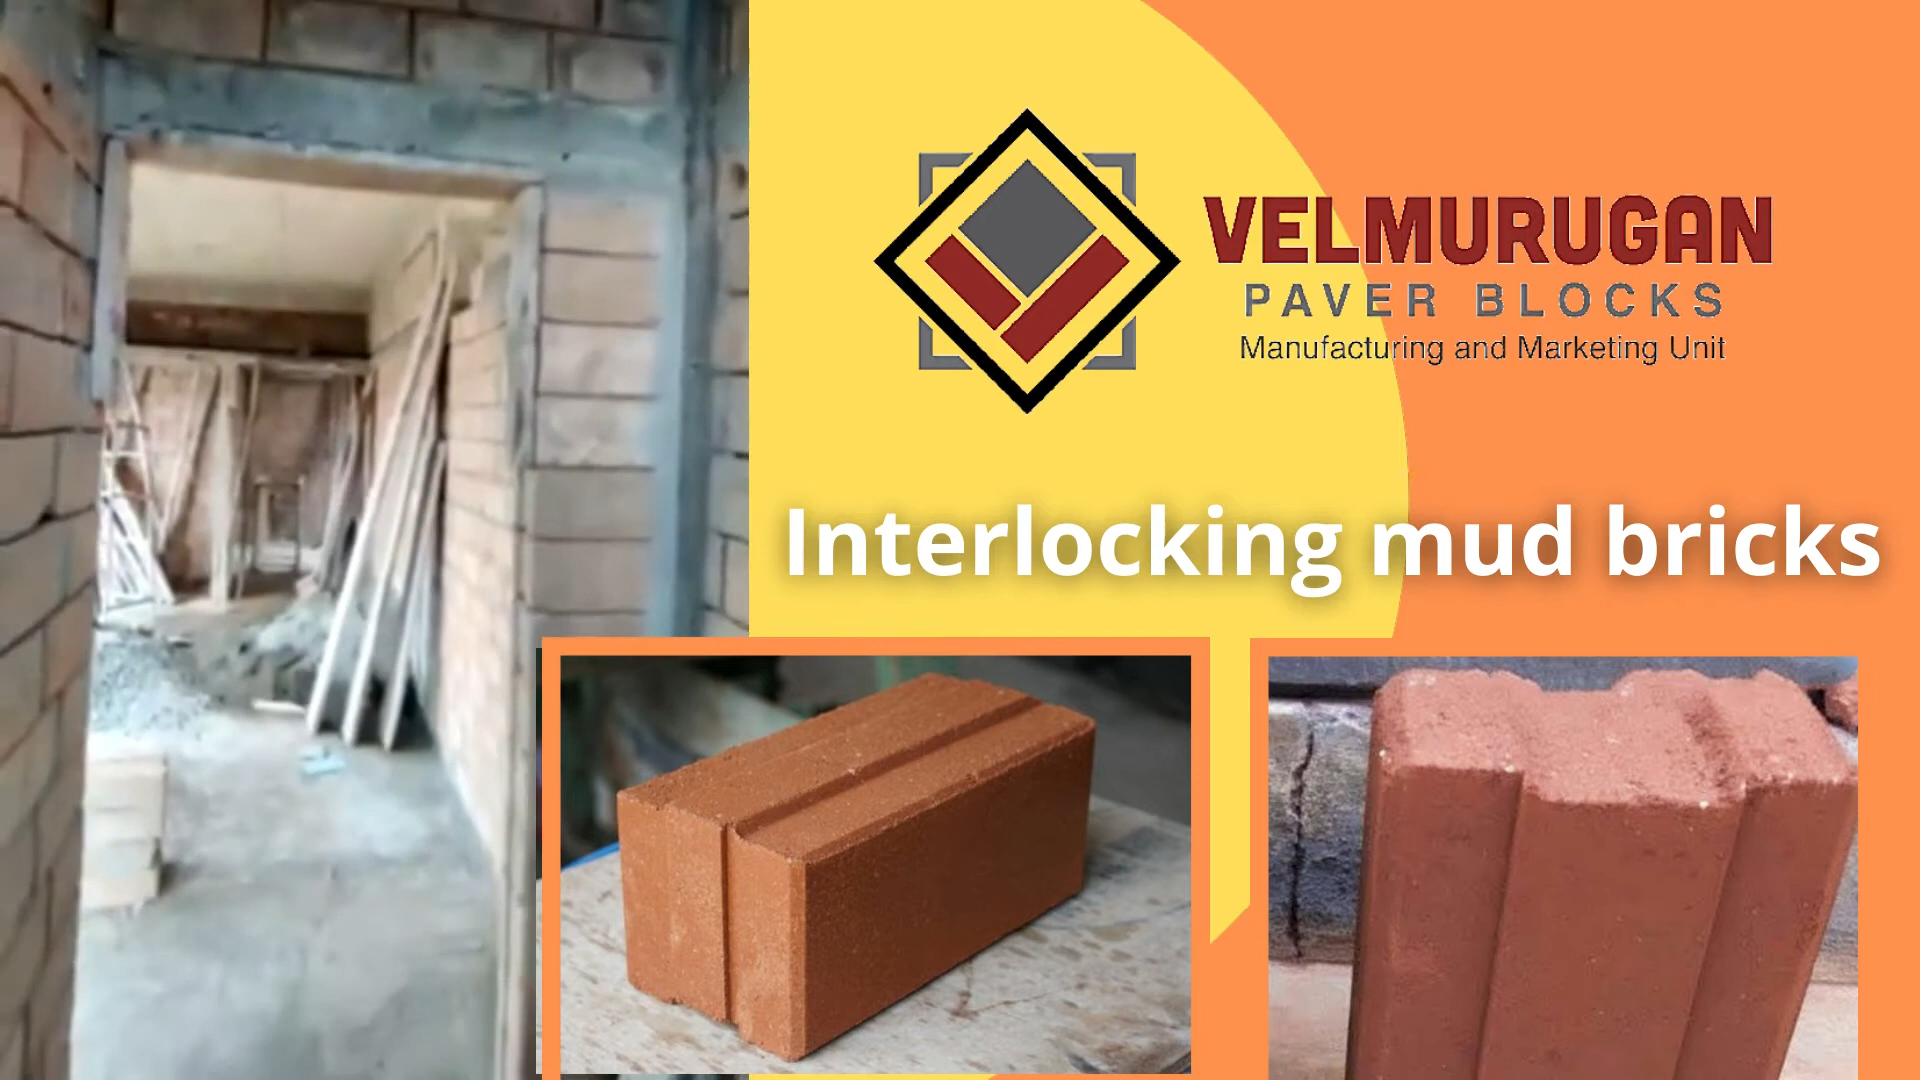 VELMURUGAN
PAVER BLOCKS
Manufacturing and Marketing Unit
Interlocking mud bricks